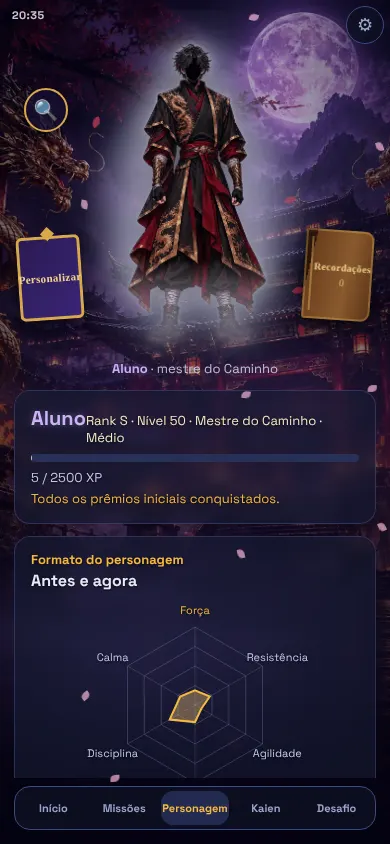 20:35
Personalizar
Recordações
0
Aluno · mestre do Caminho
Aluno Rank S · Nível 50 · Mestre do Caminho ·
Médio
5 / 2500 XP
Todos os prêmios iniciais conquistados.
Formato do personagem
Antes e agora
Força
Calma
Resistência
Disciplina
Agilidade
Início
Missões
Personagem
Kaien
Desafio